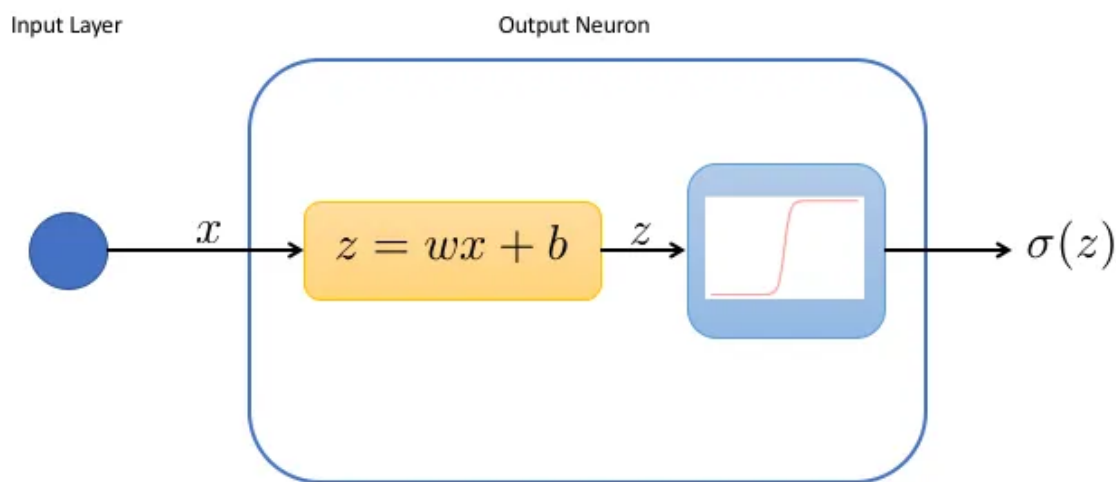 Input Layer
Output Neuron
x
z = wx + b
z
σ(z)